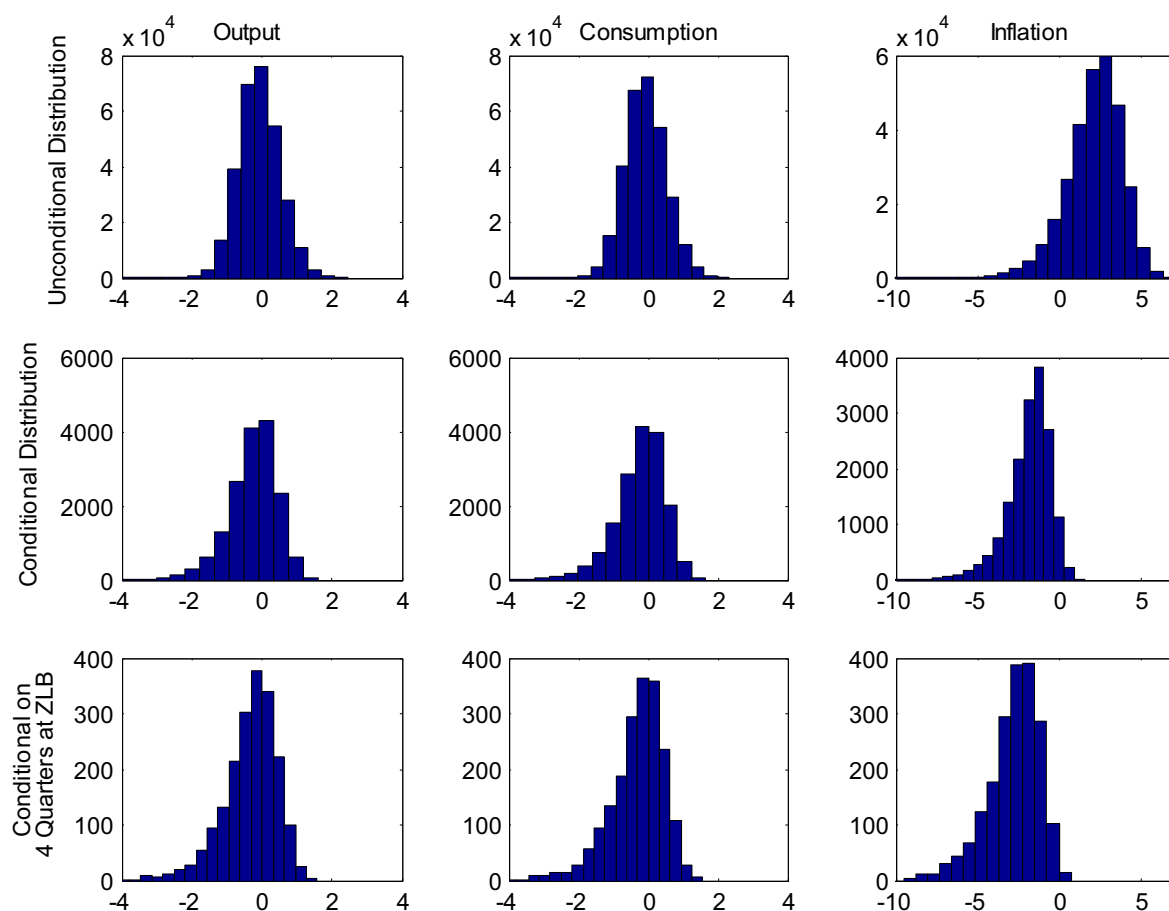 x 10^4 Output
x 10^4 Consumption
x 10^4 Inflation
Unconditional Distribution
8
6
4
2
0
-4 -2 0 2 4
8
6
4
2
0
-4 -2 0 2 4
6
4
2
0
-10 -5 0 5
Conditional Distribution
6000
4000
2000
0
-4 -2 0 2 4
6000
4000
2000
0
-4 -2 0 2 4
4000
3000
2000
1000
0
-10 -5 0 5
Conditional on
4 Quarters at ZLB
400
300
200
100
0
-4 -2 0 2 4
400
300
200
100
0
-4 -2 0 2 4
400
300
200
100
0
-10 -5 0 5